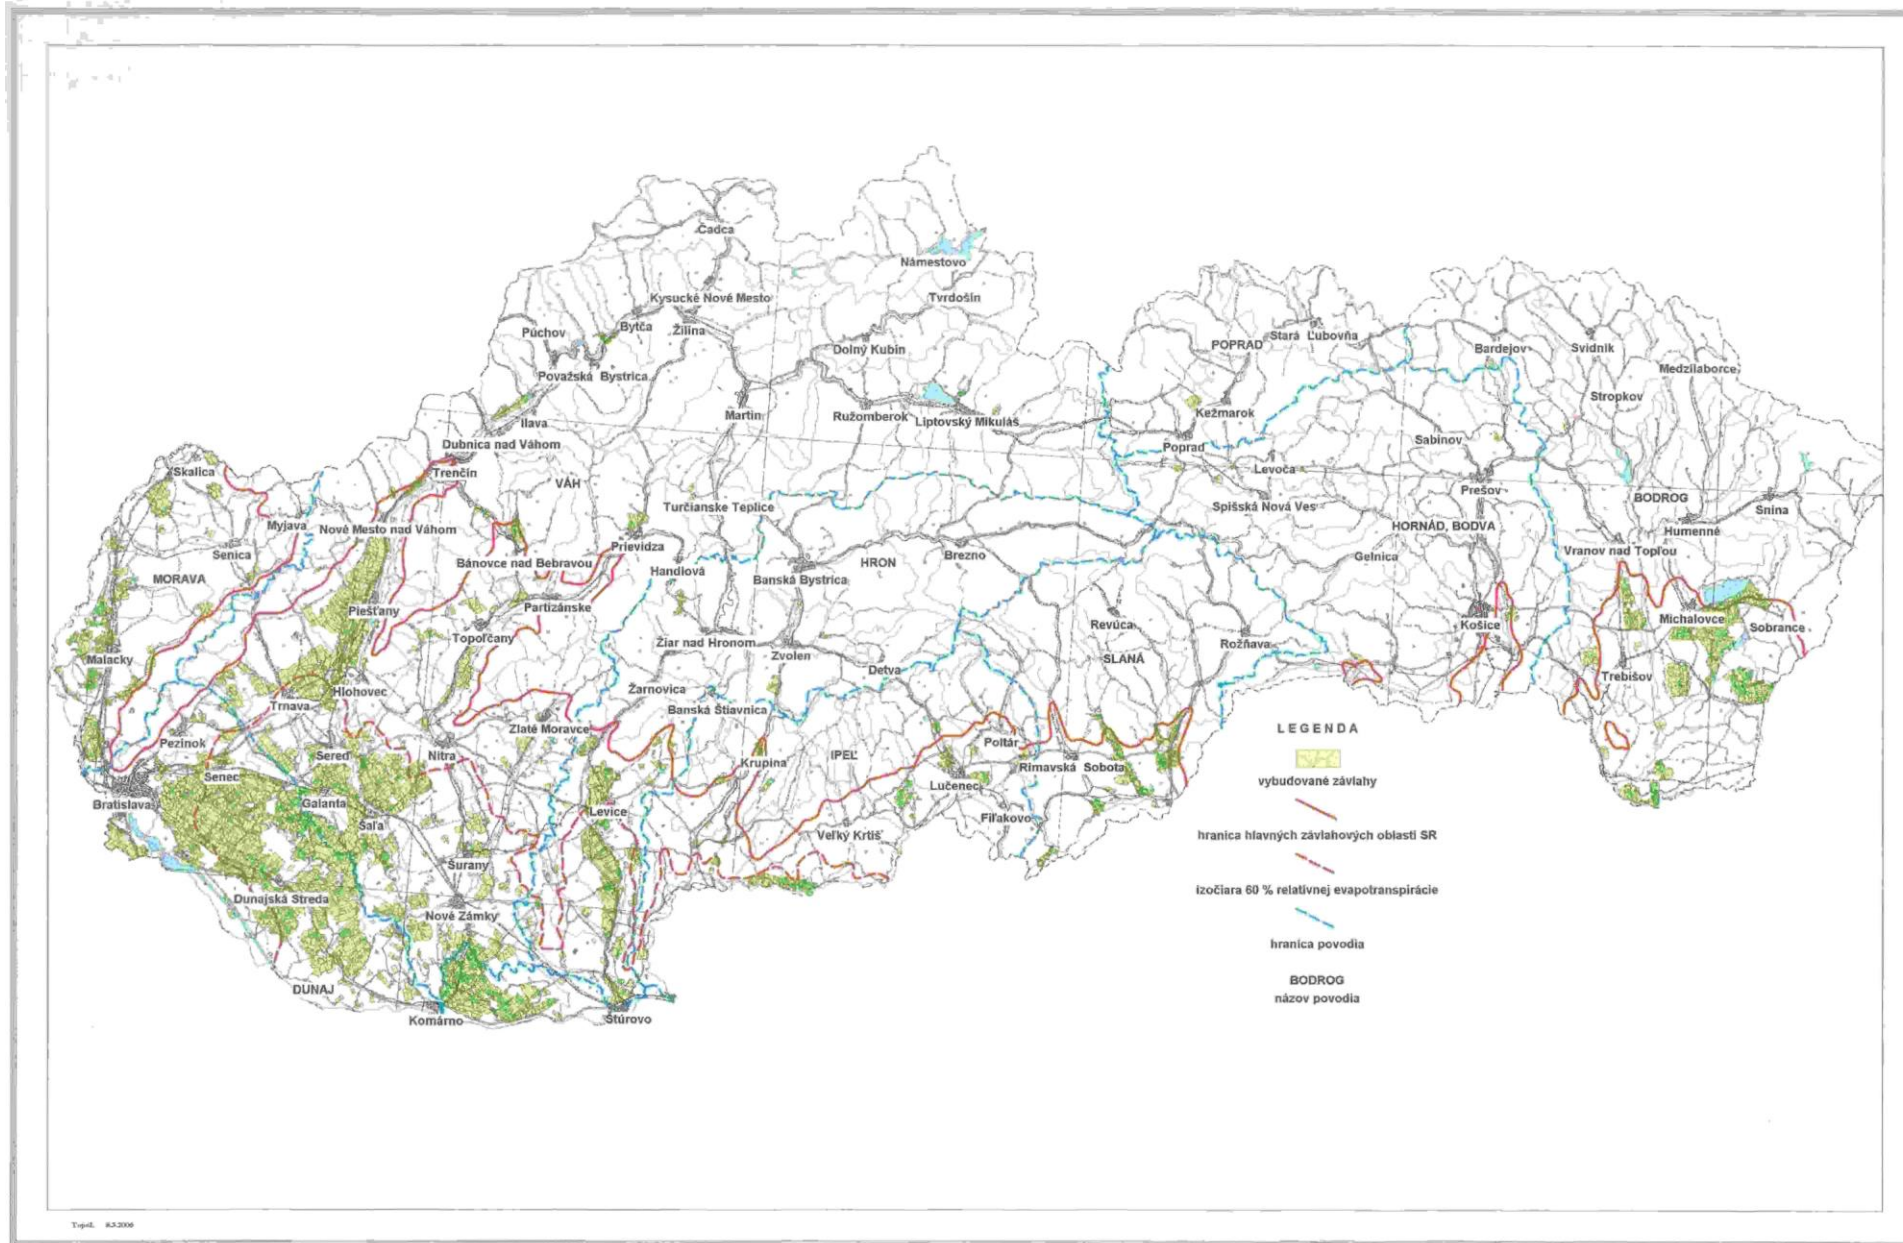 Čadca
Námestovo
Kysucké Nové Mesto
Tvrdošín
Bytča
Žilina
Púchov
Stará Ľubovňa
POPRAD
Dolný Kubín
Bardejov
Svidník
Považská Bystrica
Medzilaborce
Stropkov
Kežmarok
Martin
Ružomberok
Liptovský Mikuláš
Ilava
Dubnica nad Váhom
Sabinov
Poprad
Skalica
Trenčín
Levoča
VÁH
Prešov
BODROG
Turčianske Teplice
Spišská Nová Ves
Snina
Myjava
Nové Mesto nad Váhom
HORNÁD, BODVA
Humenné
Senica
Prievidza
Brezno
Gelnica
Vranov nad Topľou
Bánovce nad Bebravou
HRON
Handlová
Banská Bystrica
MORAVA
Piešťany
Partizánske
Revúca
Košice
Michalovce
Sobrance
Topoľčany
Žiar nad Hronom
Rožňava
Malacky
Zvolen
SLANÁ
Detva
Trebišov
Hlohovec
Žarnovica
Trnava
Banská Štiavnica
Zlaté Moravce
LEGENDA
Pezinok
Sereď
Nitra
IPEĽ
Poltár
Krupina
Rimavská Sobota
Senec
vybudované závlahy
Lučenec
Bratislava
Galanta
Levice
Fiľakovo
Šaľa
Veľký Krtíš
hranica hlavných závlahových oblastí SR
Šurany
izočiara 60 % relatívnej evapotranspirácie
Dunajská Streda
Nové Zámky
hranica povodia
BODROG
DUNAJ
názov povodia
Komárno
Štúrovo